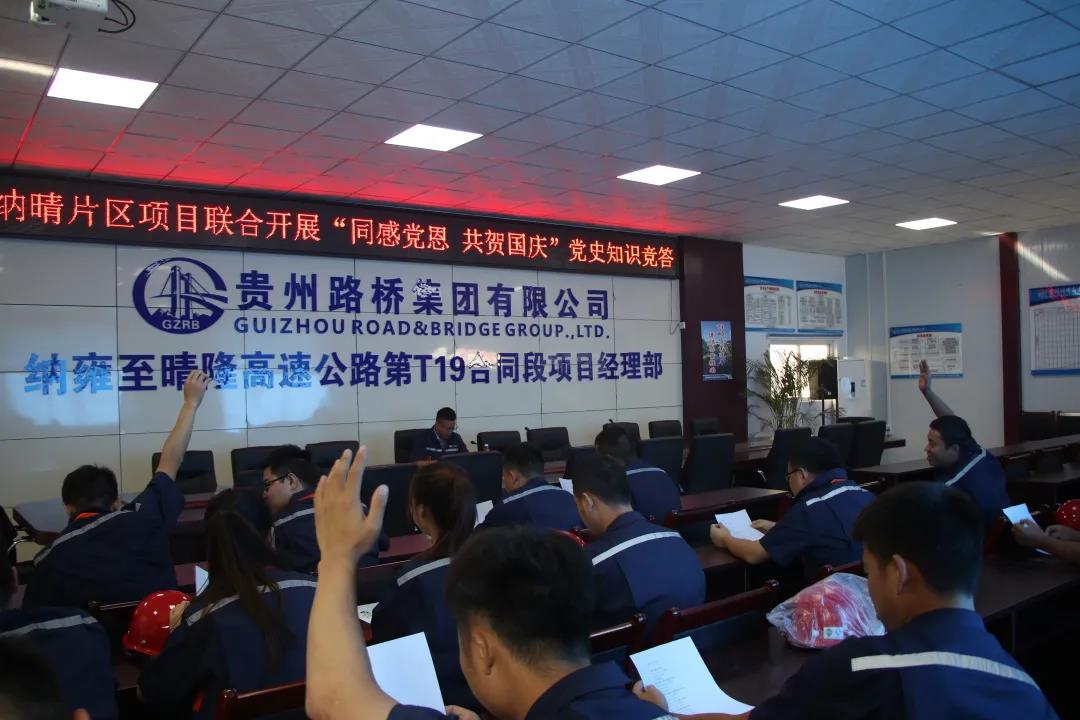 纳晴片区项目联合开展“同感党恩 共贺国庆”党史知识竞答
贵州路桥集团有限公司
GUIZHOU ROAD&BRIDGE GROUP.,LTD.
GZRB
纳雍至晴隆高速公路第T19合同段项目经理部